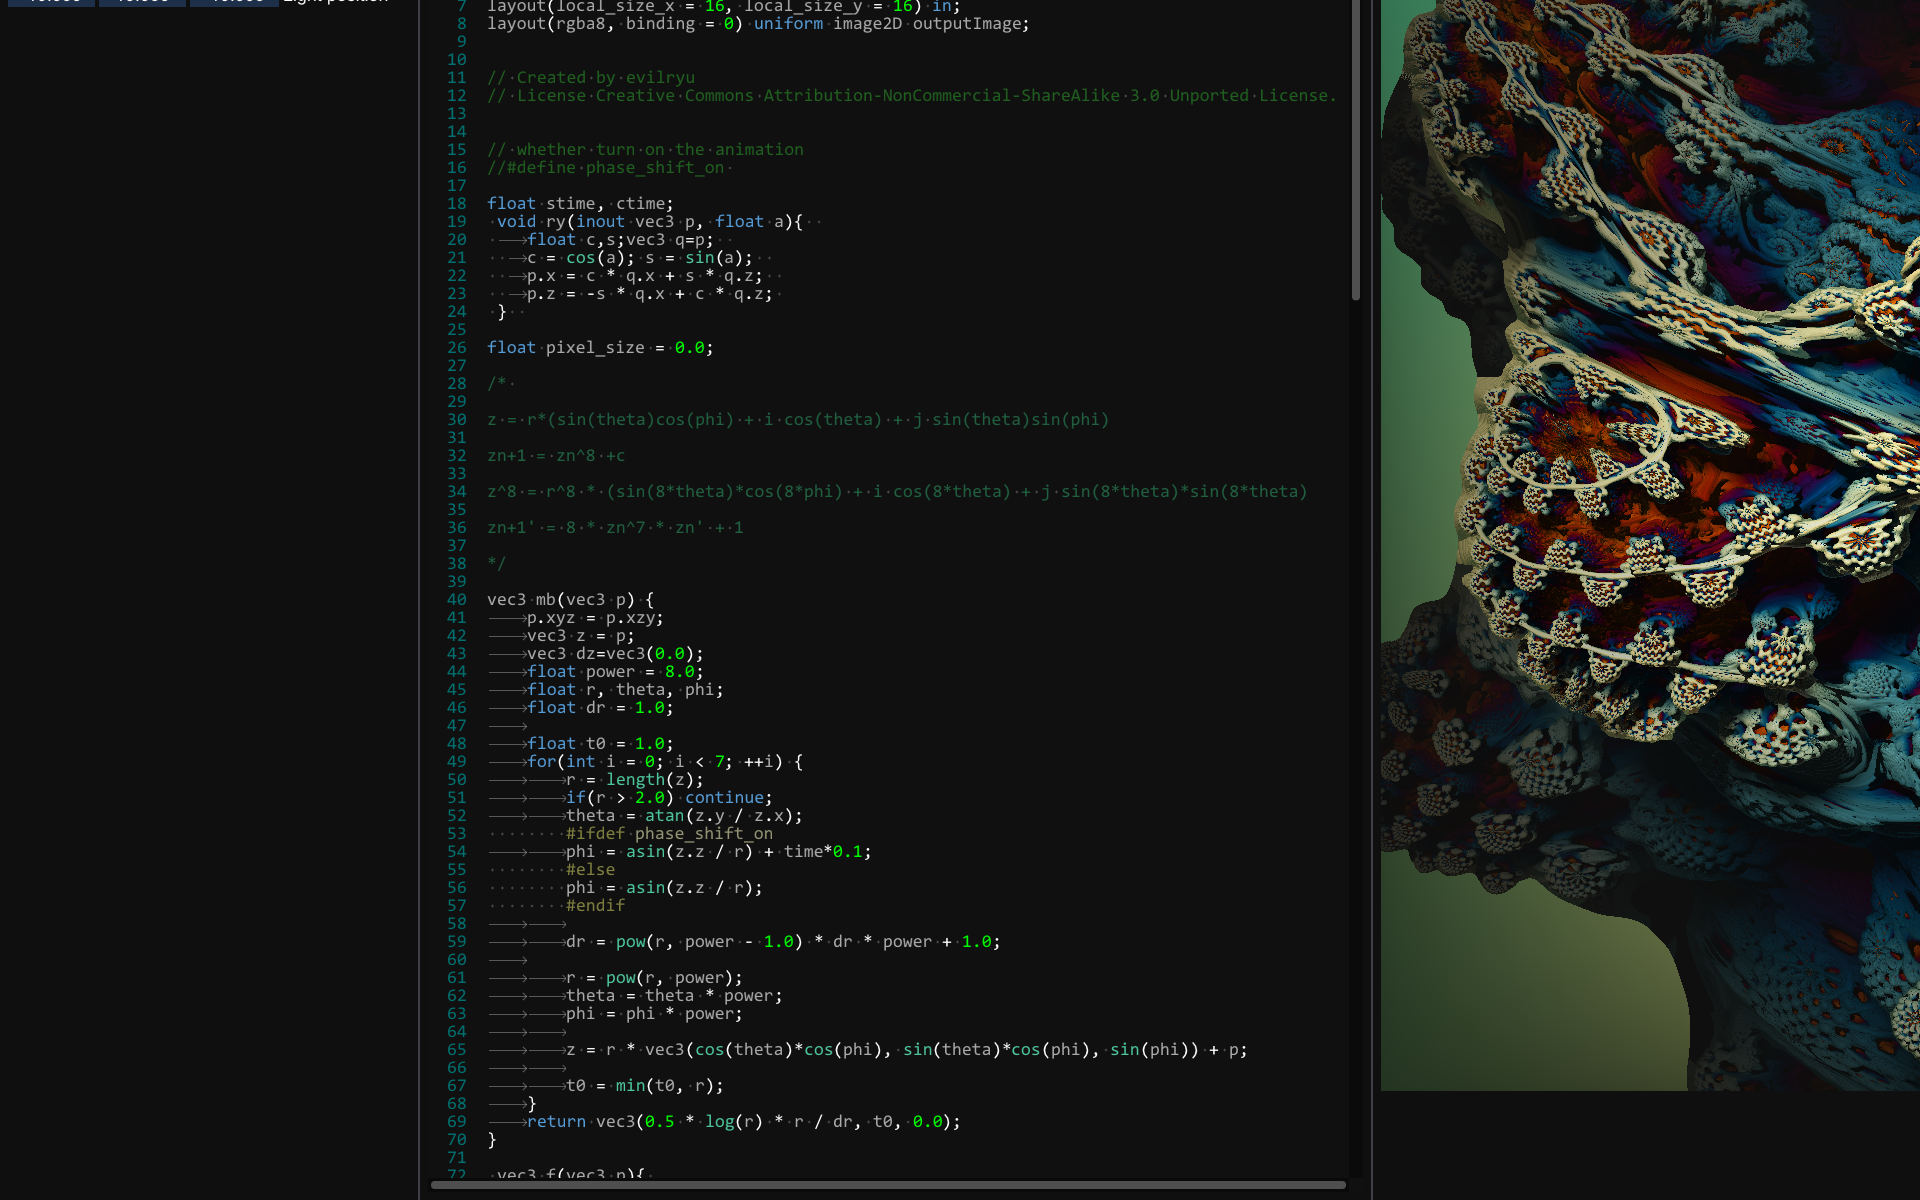 Light position
7 layout(local_size_x = 16, local_size_y = 16) in;
8 layout(rgba8, binding = 0) uniform image2D outputImage;
9
10
11 // Created by evilryu
12 // License Creative Commons Attribution-NonCommercial-ShareAlike 3.0 Unported License.
13
14
15 // whether turn on the animation
16 //#define phase_shift_on
17
18 float stime, ctime;
19 void ry(inout vec3 p, float a){
20 float c,s;vec3 q=p;
21 c = cos(a); s = sin(a);
22 p.x = c * q.x + s * q.z;
23 p.z = -s * q.x + c * q.z;
24 }
25
26 float pixel_size = 0.0;
27
28 /*
29
30 z = r*(sin(theta)cos(phi) + i cos(theta) + j sin(theta)sin(phi)
31
32 zn+1 = zn^8 +c
33
34 z^8 = r^8 * (sin(8*theta)*cos(8*phi) + i cos(8*theta) + j sin(8*theta)*sin(8*theta)
35
36 zn+1' = 8 * zn^7 * zn' + 1
37
38 */
39
40 vec3 mb(vec3 p) {
41 p.xyz = p.xzy;
42 vec3 z = p;
43 vec3 dz=vec3(0.0);
44 float power = 8.0;
45 float r, theta, phi;
46 float dr = 1.0;
47
48 float t0 = 1.0;
49 for(int i = 0; i < 7; ++i) {
50 r = length(z);
51 if(r > 2.0) continue;
52 theta = atan(z.y / z.x);
53 #ifdef phase_shift_on
54 phi = asin(z.z / r) + time*0.1;
55 #else
56 phi = asin(z.z / r);
57 #endif
58
59 dr = pow(r, power - 1.0) * dr * power + 1.0;
60
61 r = pow(r, power);
62 theta = theta * power;
63 phi = phi * power;
64
65 z = r * vec3(cos(theta)*cos(phi), sin(theta)*cos(phi), sin(phi)) + p;
66
67 t0 = min(t0, r);
68 }
69 return vec3(0.5 * log(r) * r / dr, t0, 0.0);
70 }
71
72 vec3 f(vec3 p){